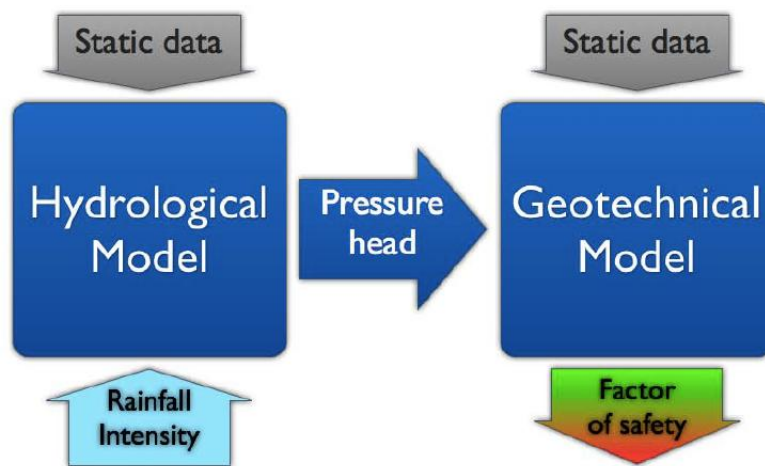 Static data
Static data
Hydrological
Model
Pressure
head
Geotechnical
Model
Rainfall
Intensity
Factor
of safety